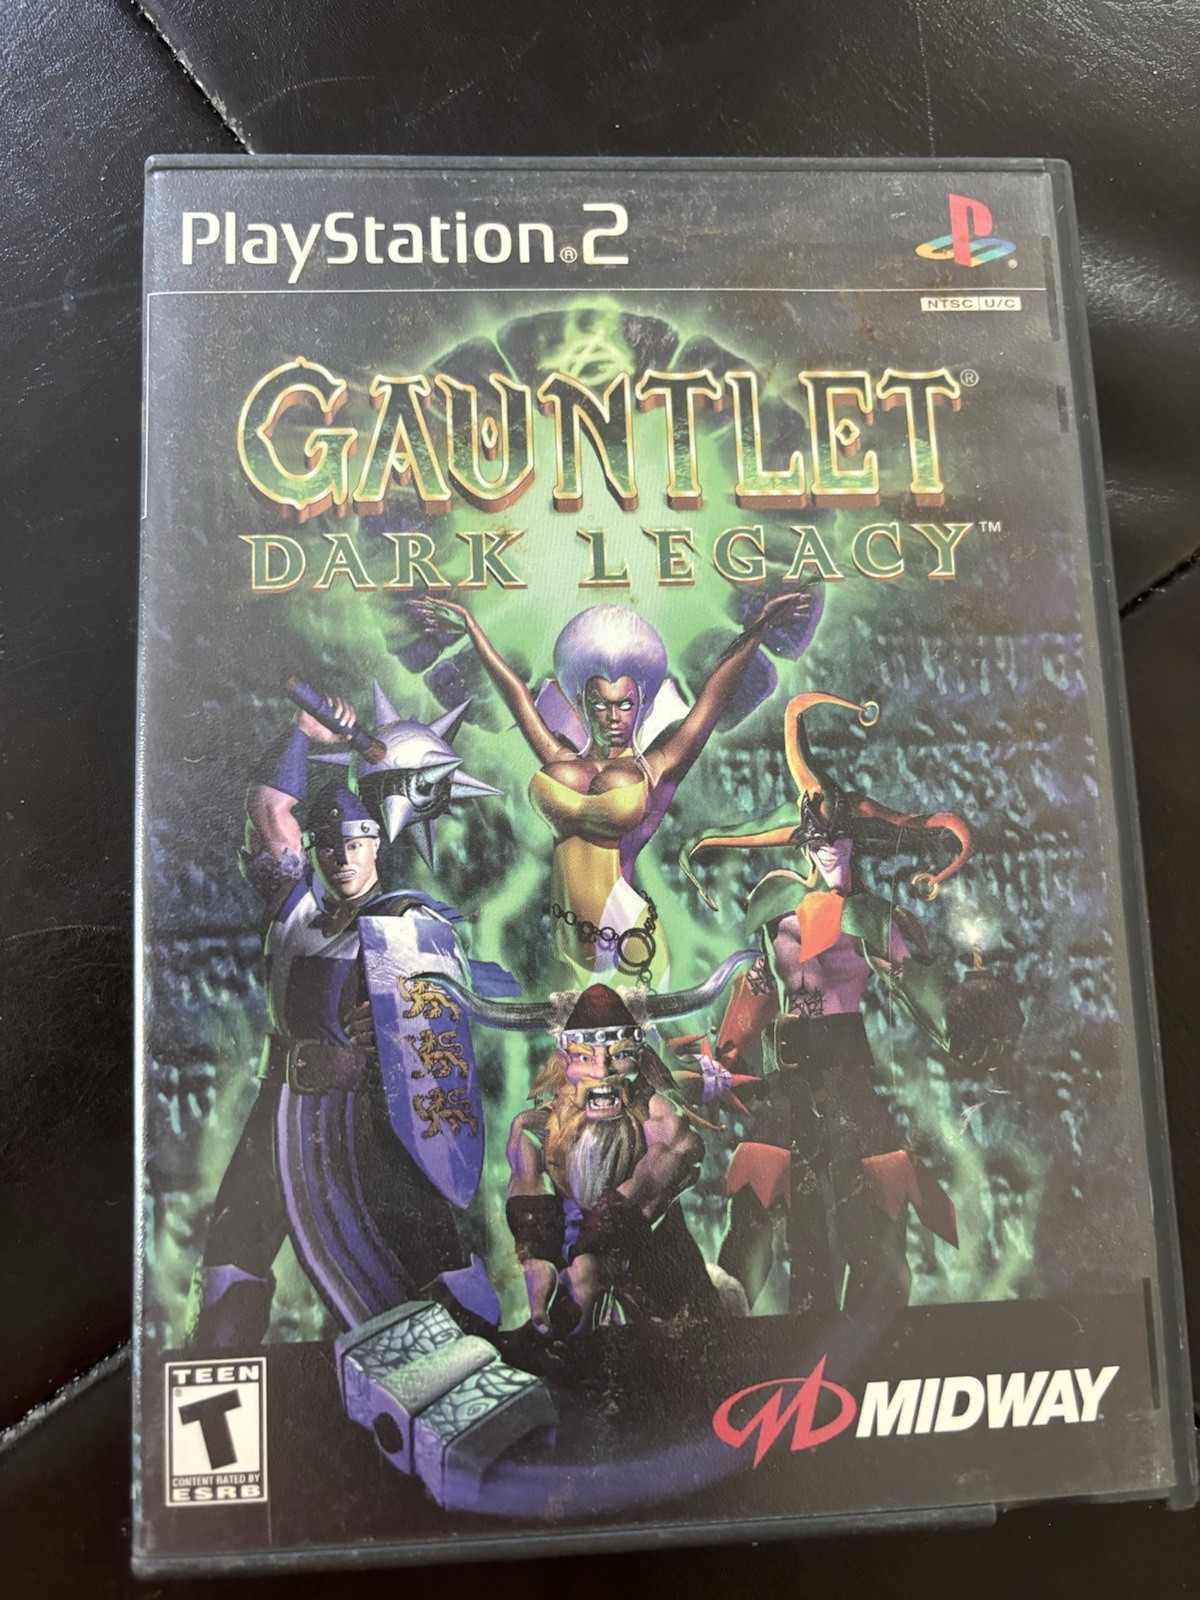 PlayStation®2
NTSC U/C
GAUNTLET®
DARK LEGACY™
TEEN
T
CONTENT RATED BY
ESRB
MIDWAY